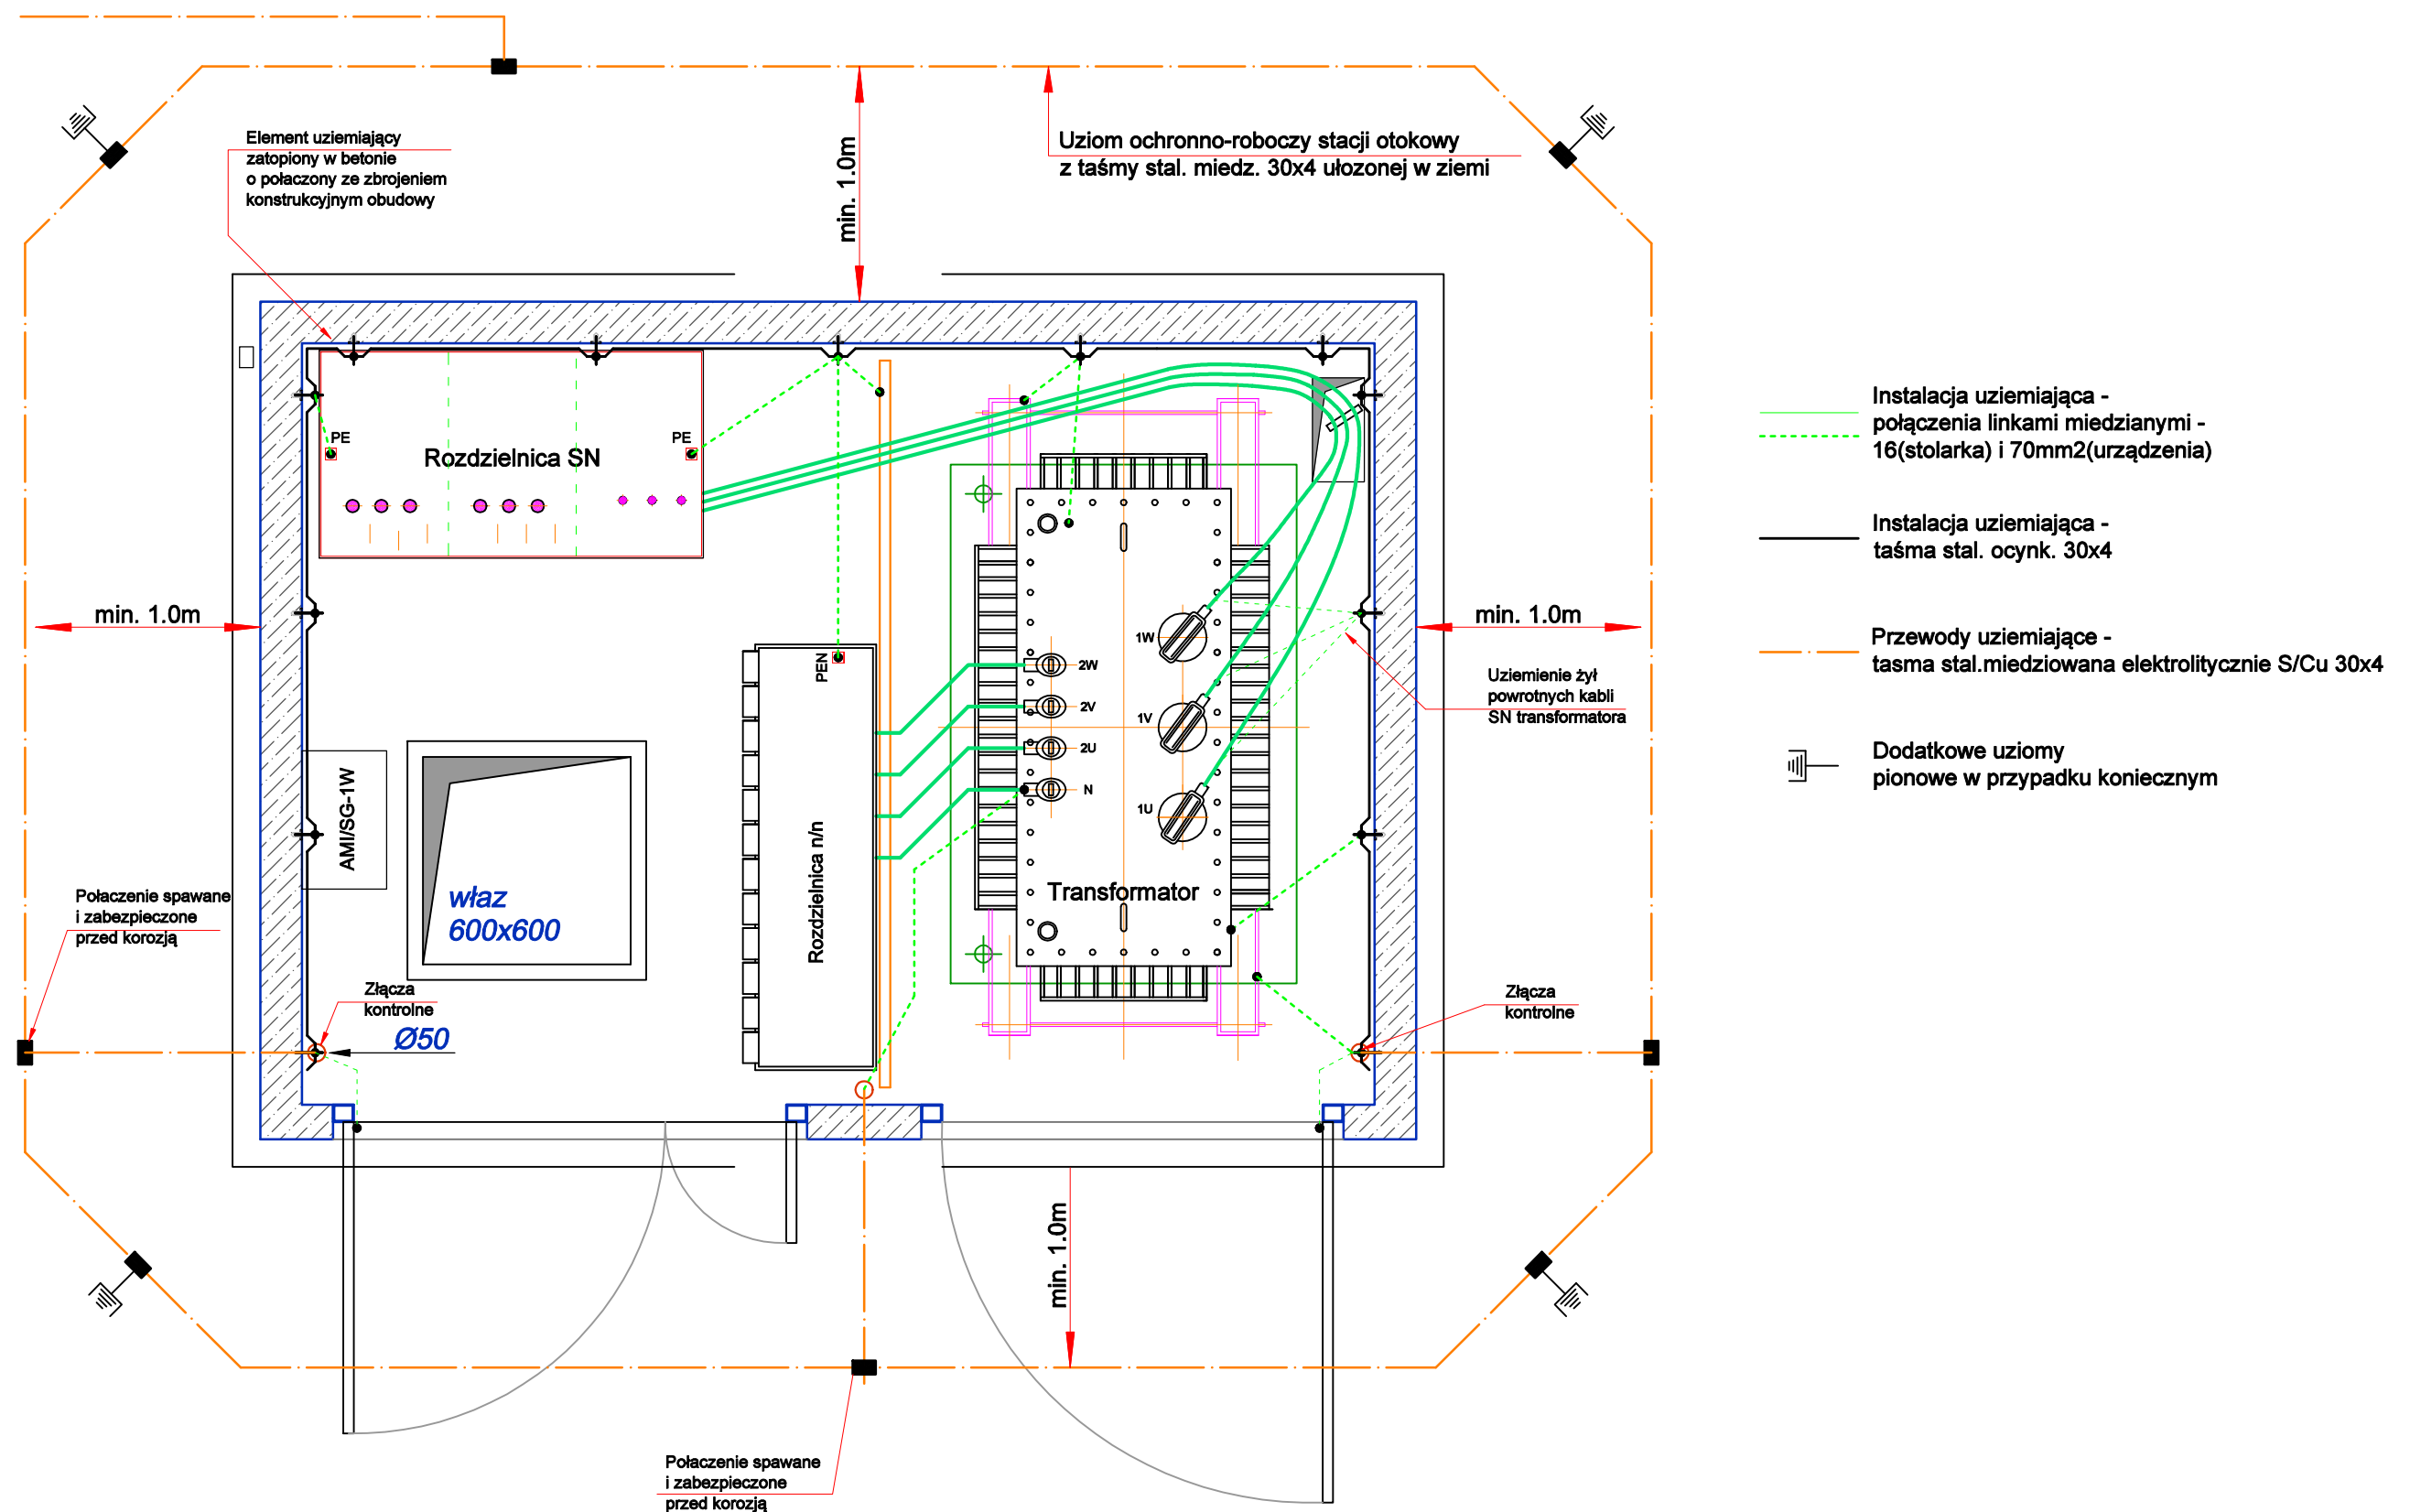 Element uziemiający
zatopiony w betonie
o połaczony ze zbrojeniem
konstrukcyjnym obudowy
min. 1.0m
Uziom ochronno-roboczy stacji otokowy
z taśmy stal. miedz. 30x4 ułozonej w ziemi
PE
Rozdzielnica SN
PE
min. 1.0m
min. 1.0m
1W
2W
2V
2U
N
1V
1U
PEN
Rozdzielnica n/n
Transformator
Uziemienie żył
powrotnych kabli
SN transformatora
AMI/SG-1W
właz
600x600
Połaczenie spawane
i zabezpieczone
przed korozją
Złącza
kontrolne
Ø50
Złącza
kontrolne
min. 1.0m
Połaczenie spawane
i zabezpieczone
przed korozją
Instalacja uziemiająca -
połączenia linkami miedzianymi -
16(stolarka) i 70mm2(urządzenia)
Instalacja uziemiająca -
taśma stal. ocynk. 30x4
Przewody uziemiające -
tasma stal.miedziowana elektrolitycznie S/Cu 30x4
Dodatkowe uziomy
pionowe w przypadku koniecznym